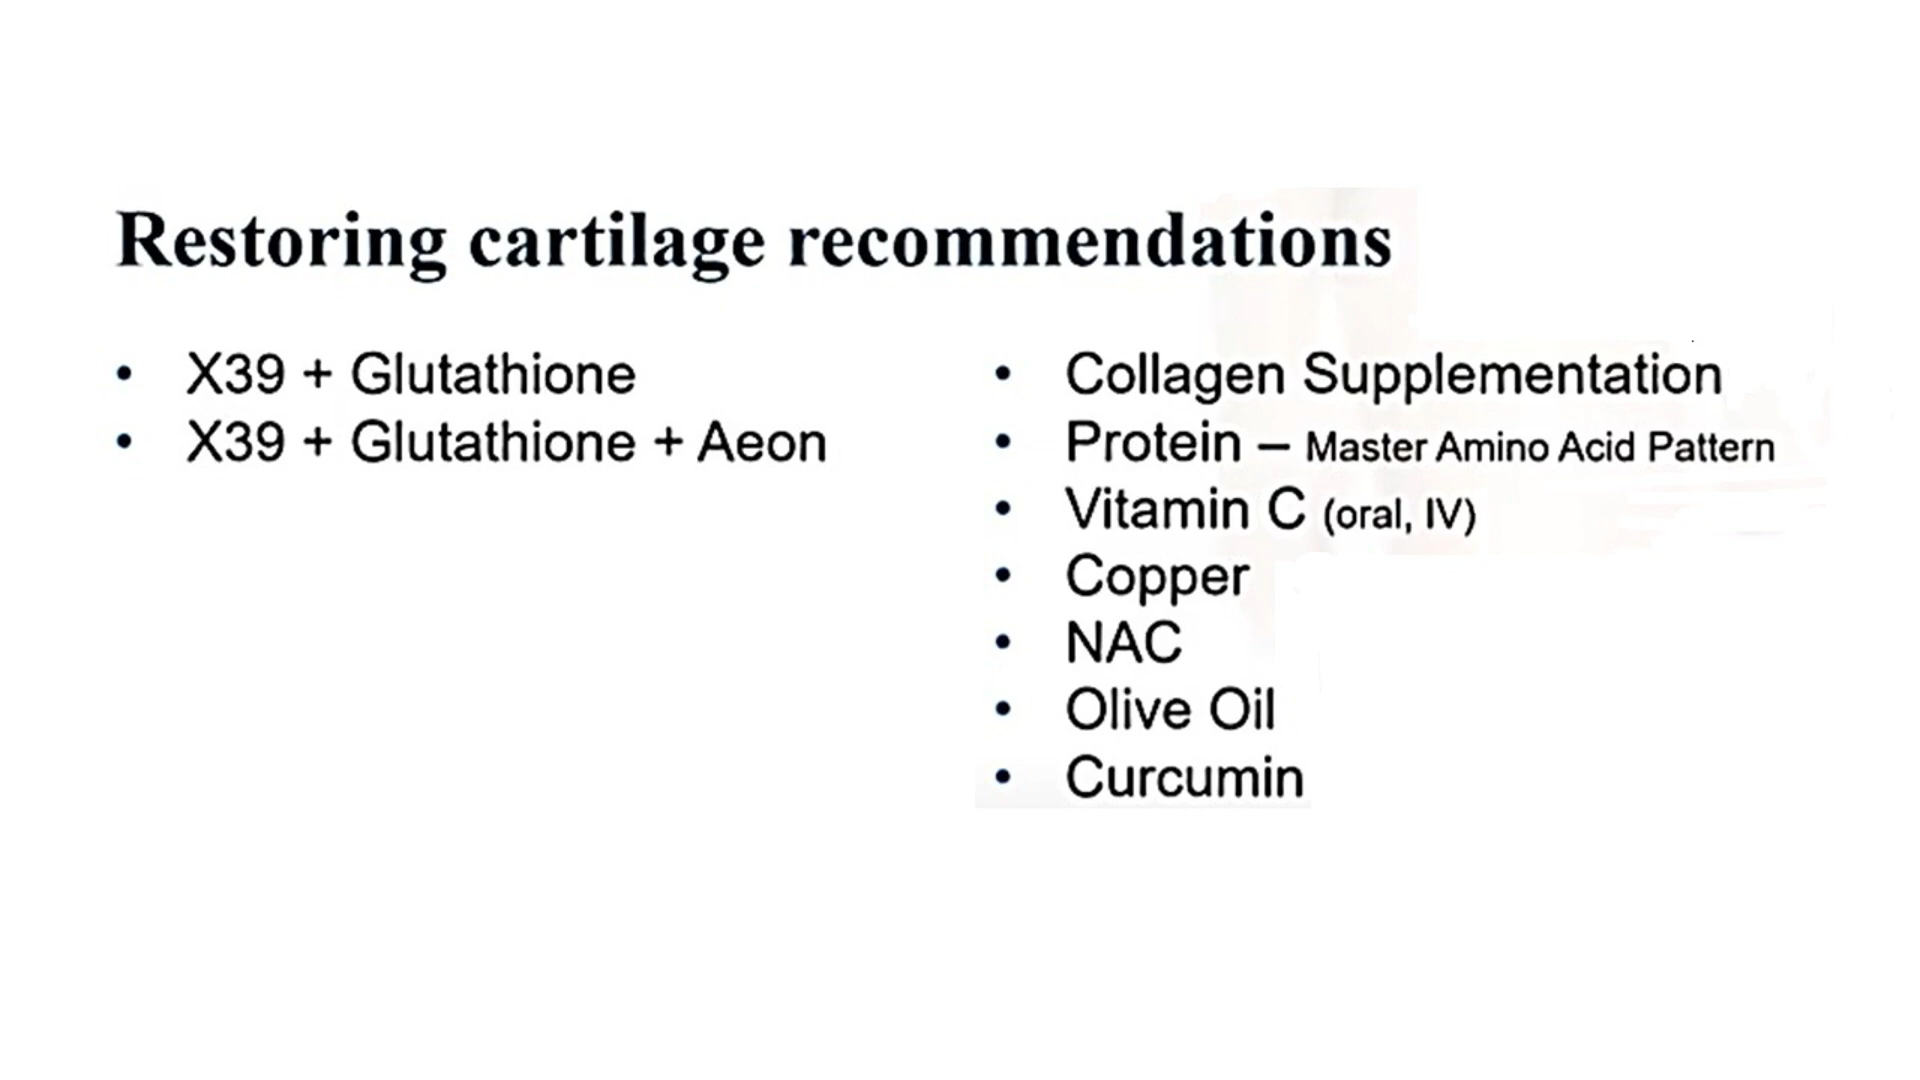 Restoring cartilage recommendations
• X39 + Glutathione
• X39 + Glutathione + Aeon
• Collagen Supplementation
• Protein – Master Amino Acid Pattern
• Vitamin C (oral, IV)
• Copper
• NAC
• Olive Oil
• Curcumin